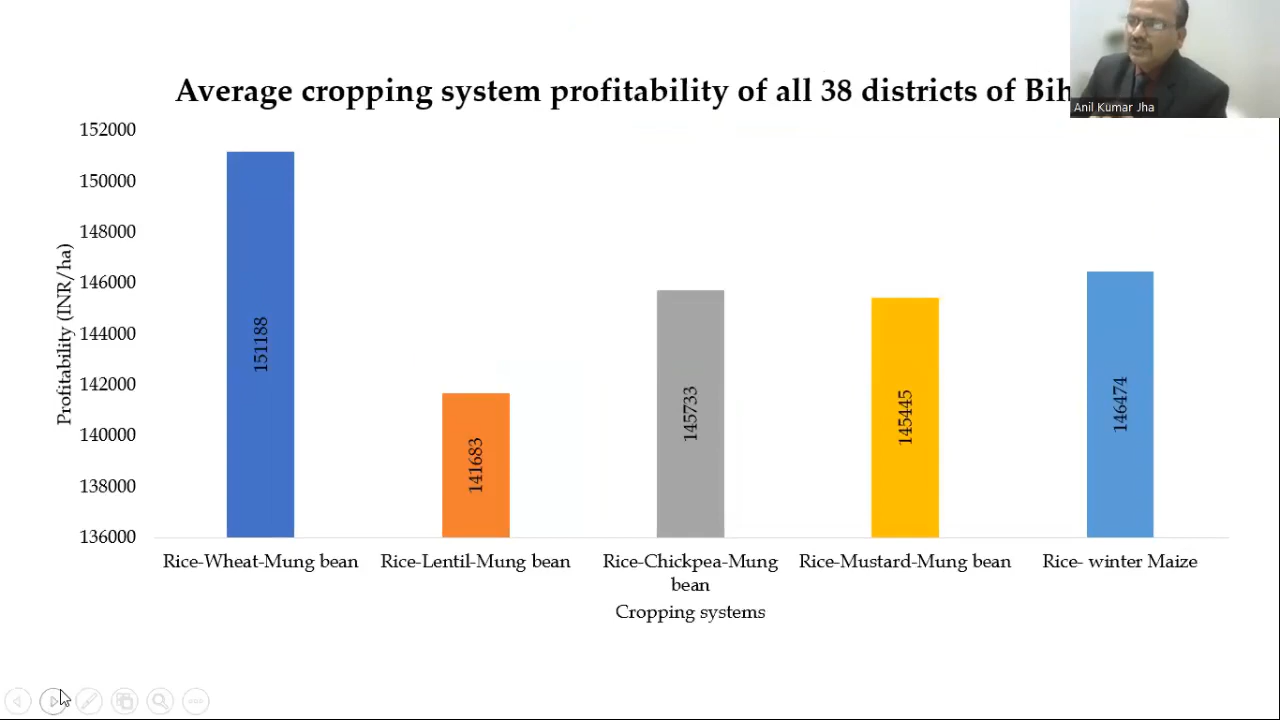 Average cropping system profitability of all 38 districts of Bih
Anil Kumar Jha
152000
150000
148000
146000
144000
142000
140000
138000
136000
Profitability (INR/ha)
151188
141683
145733
145445
146474
Rice-Wheat-Mung bean
Rice-Lentil-Mung bean
Rice-Chickpea-Mung
bean
Rice-Mustard-Mung bean
Rice- winter Maize
Cropping systems